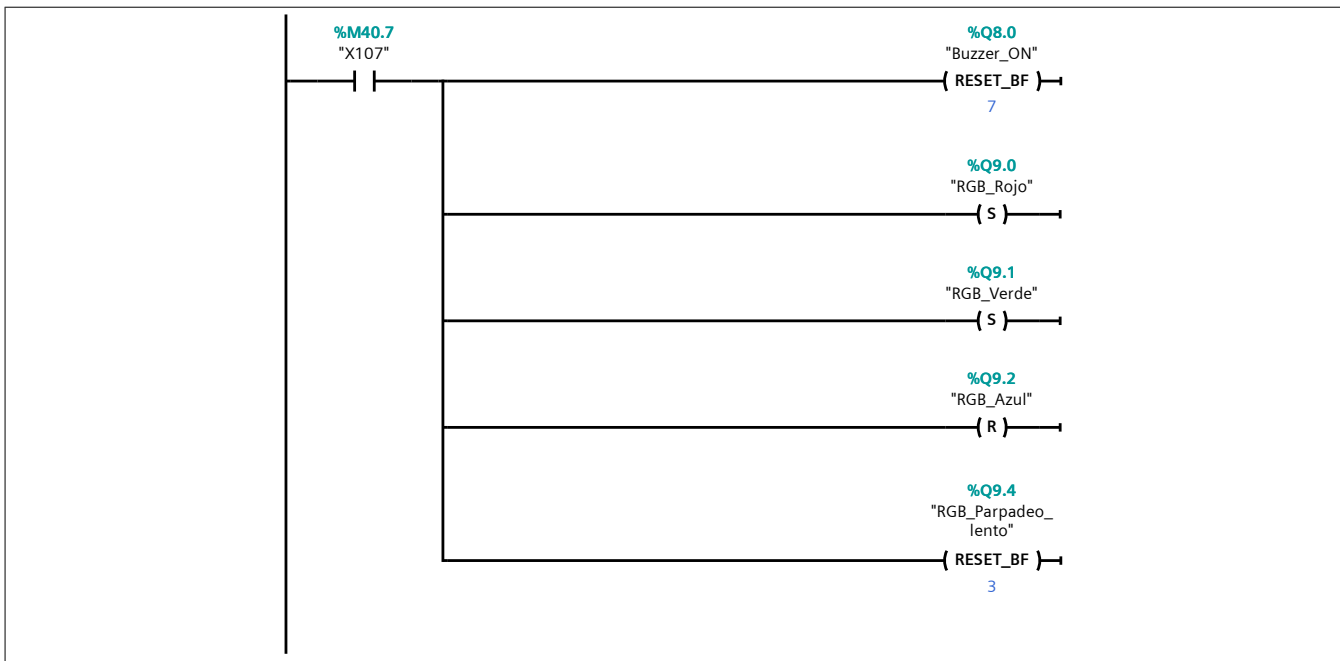 %M40.7
"X107"
%Q8.0
"Buzzer_ON"
RESET_BF
7
%Q9.0
"RGB_Rojo"
S
%Q9.1
"RGB_Verde"
S
%Q9.2
"RGB_Azul"
R
%Q9.4
"RGB_Parpadeo_
lento"
RESET_BF
3